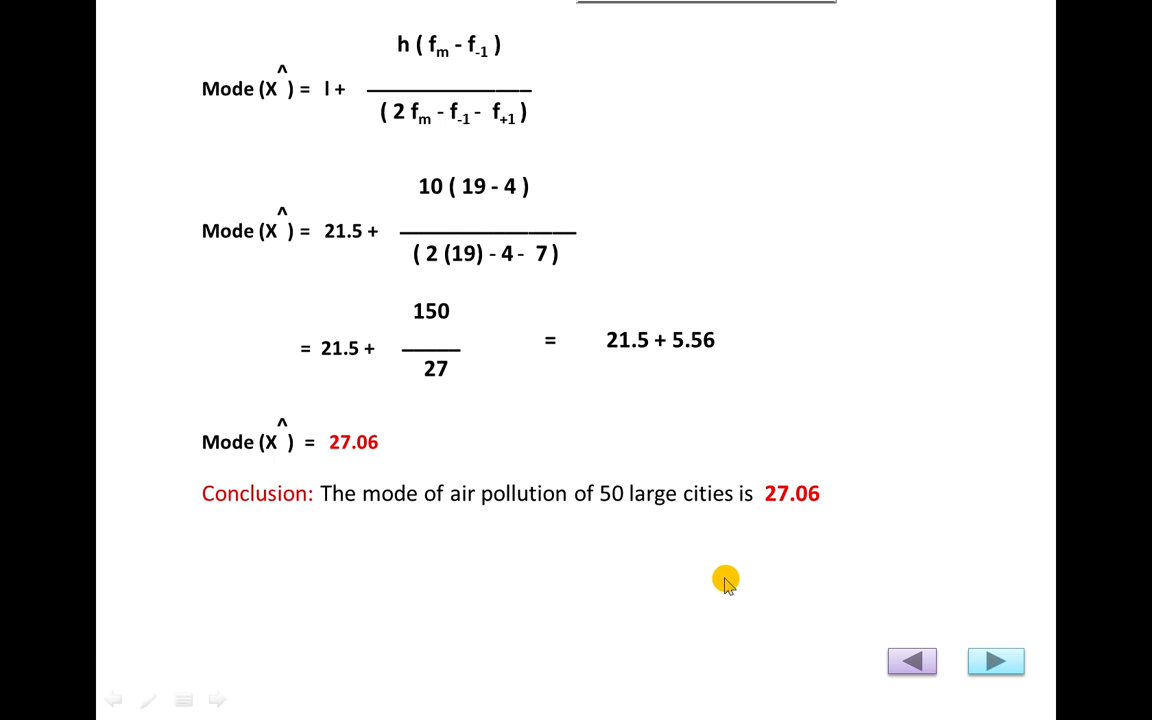 h ( fm - f-1 )
^
Mode (X ) = l +
( 2 fm - f-1 - f+1 )
10 ( 19 - 4 )
^
Mode (X ) = 21.5 +
( 2 (19) - 4 - 7 )
150
= 21.5 + = 21.5 + 5.56
27
^
Mode (X ) = 27.06
Conclusion: The mode of air pollution of 50 large cities is 27.06